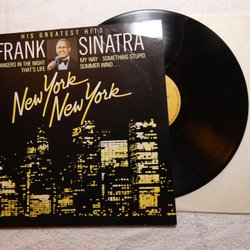 HIS GREATEST HITS
FRANK SINATRA
STRANGERS IN THE NIGHT
THAT'S LIFE
MY WAY · SOMETHING STUPID
SUMMER WIND...
New York
New York